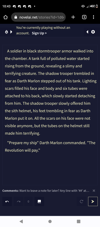 10:43
novelai.net
You're currently playing without an
account. Sign Up >
A soldier in black stormtrooper armor walked into
the chamber. A tank full of polluted water started
rising from the ground, revealing a slimy and
terrifying creature. The shadow trooper trembled in
fear as Darth Marlon stepped out of his tank. Lighting
scars filled his face and body and six tubes were
attached to his back, which slowly started detaching
from him. The shadow trooper slowly offered him
the sith helmet, his feet trembling in fear as Darth
Marlon put it on. All the scars on his face were not
visible anymore, but the tubes on the helmet still
made him terrifying.
"Prepare my ship" Darth Marlon commanded. "The
Revolution will pay."